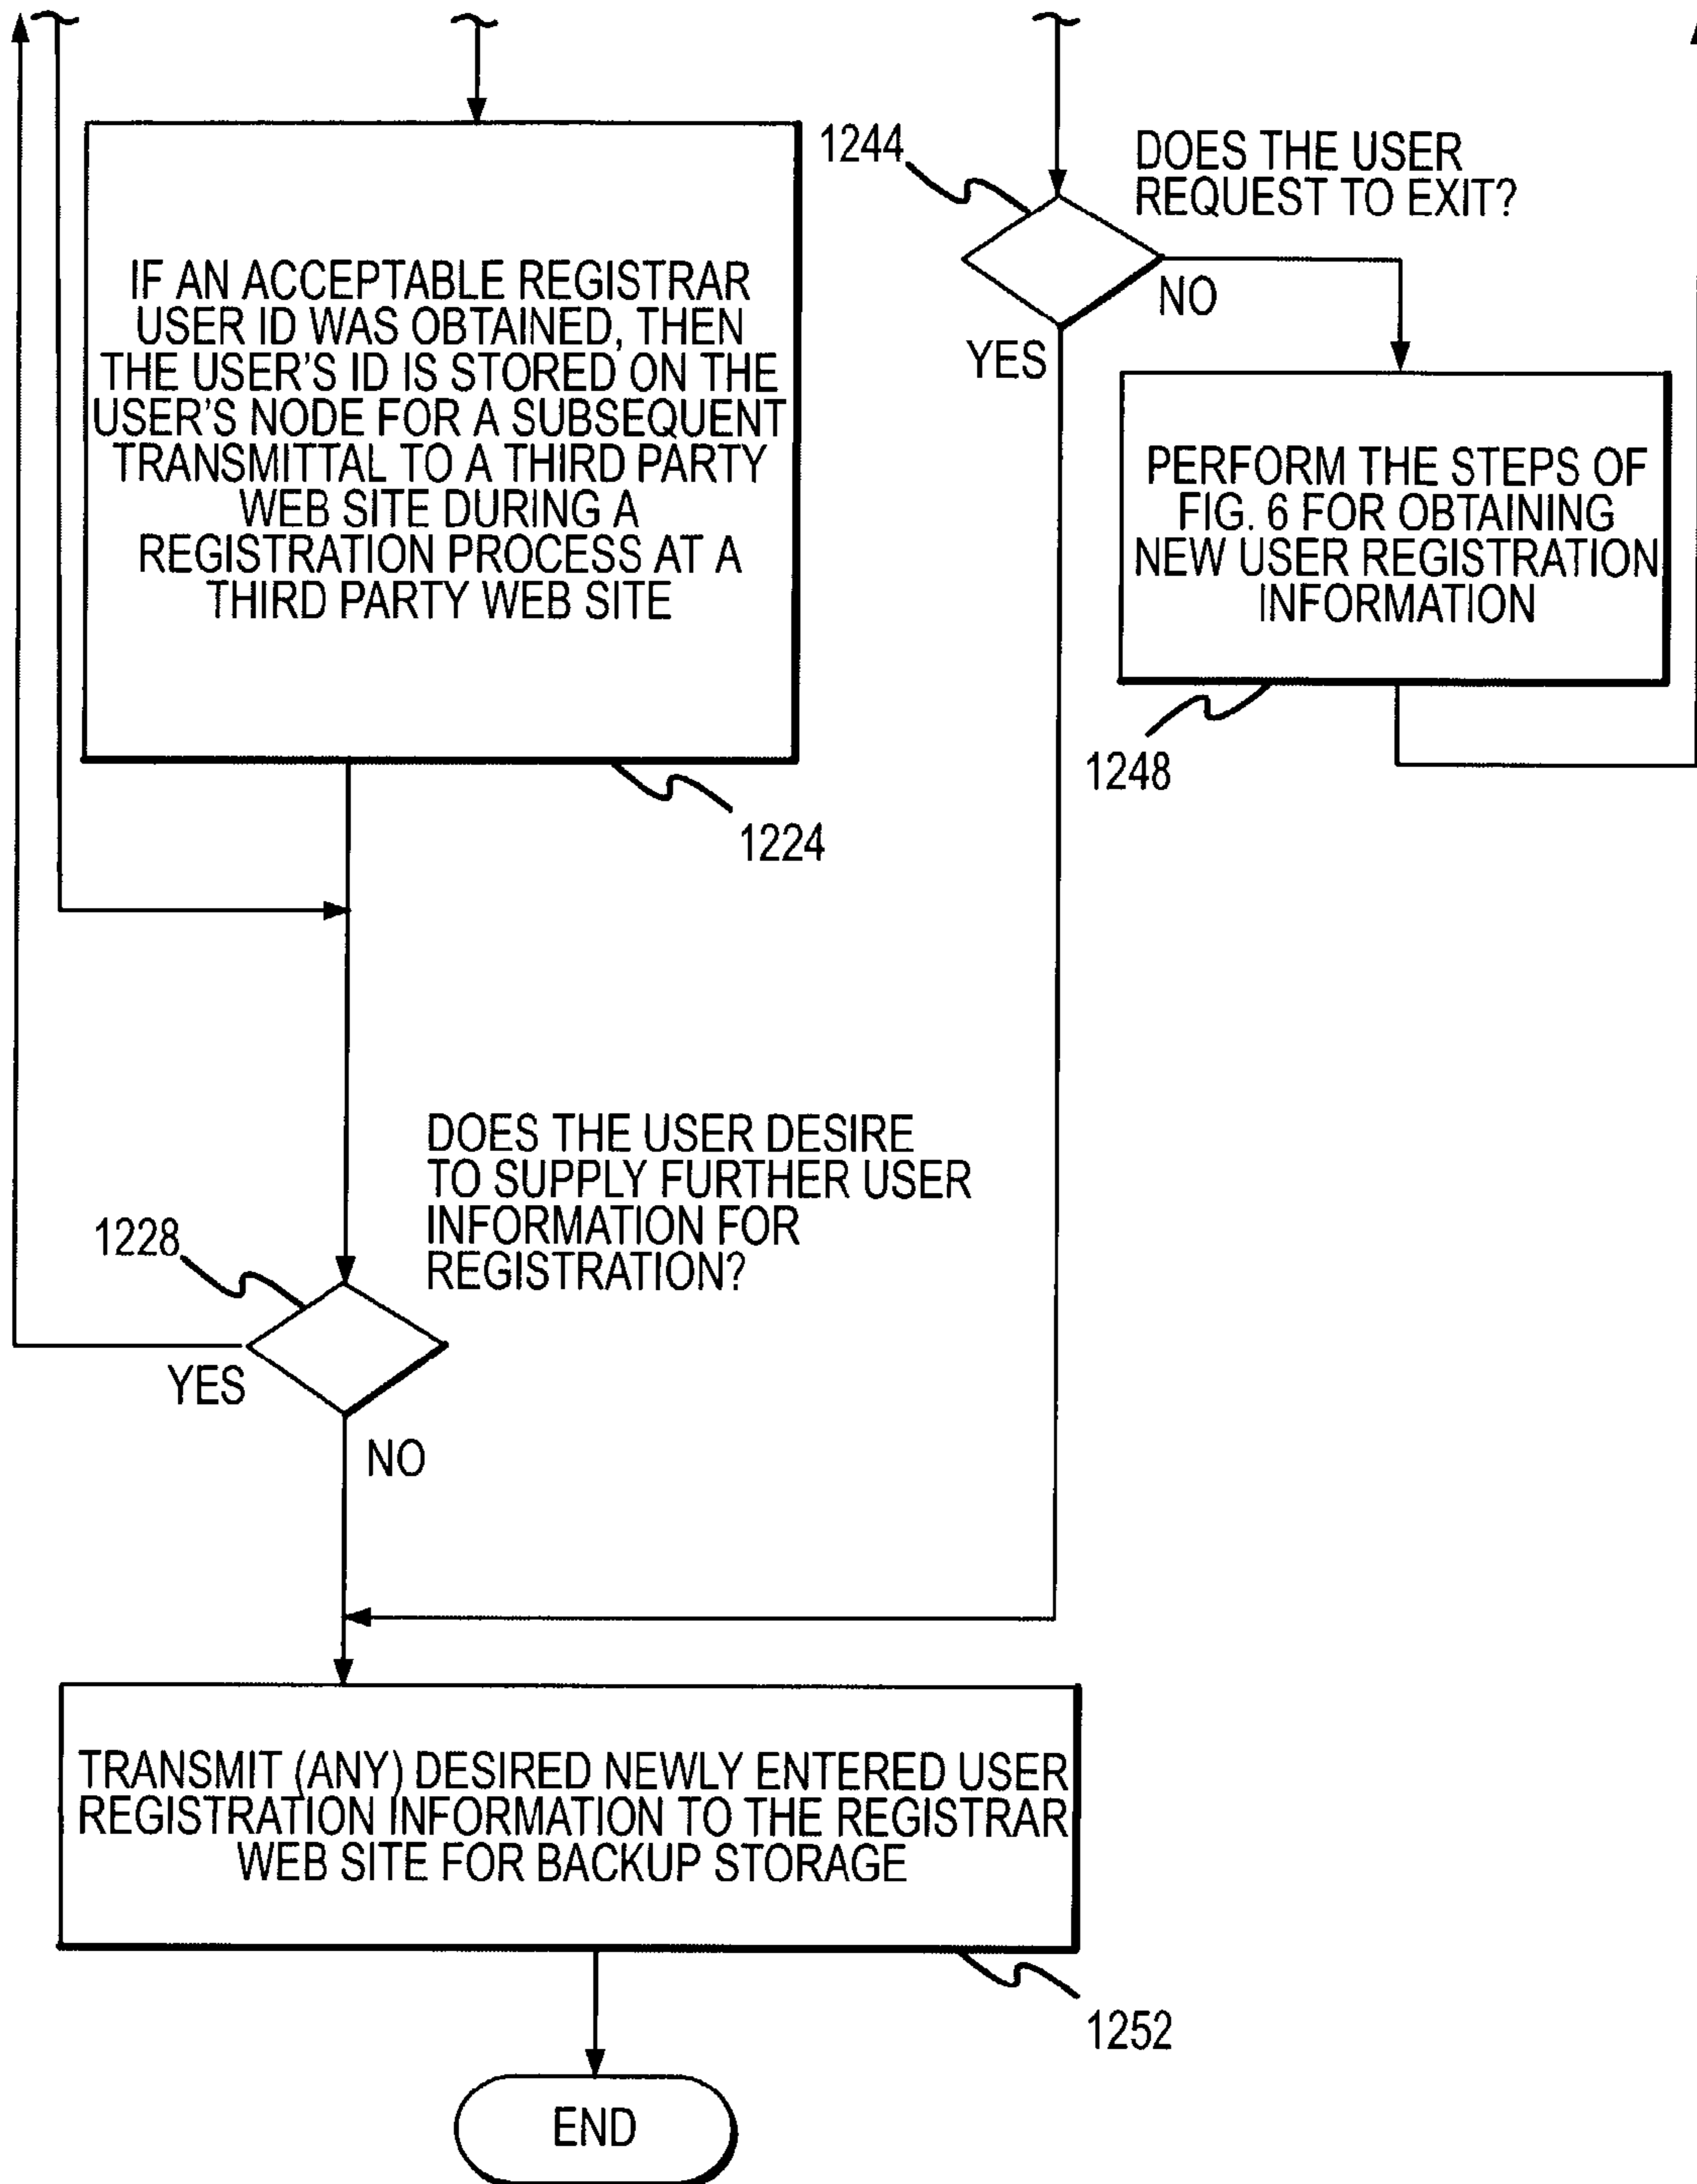 1244
DOES THE USER
REQUEST TO EXIT?
NO
YES
IF AN ACCEPTABLE REGISTRAR
USER ID WAS OBTAINED, THEN
THE USER'S ID IS STORED ON THE
USER'S NODE FOR A SUBSEQUENT
TRANSMITTAL TO A THIRD PARTY
WEB SITE DURING A
REGISTRATION PROCESS AT A
THIRD PARTY WEB SITE
PERFORM THE STEPS OF
FIG. 6 FOR OBTAINING
NEW USER REGISTRATION
INFORMATION
1248
1224
DOES THE USER DESIRE
TO SUPPLY FURTHER USER
INFORMATION FOR
REGISTRATION?
1228
YES
NO
TRANSMIT (ANY) DESIRED NEWLY ENTERED USER
REGISTRATION INFORMATION TO THE REGISTRAR
WEB SITE FOR BACKUP STORAGE
1252
END